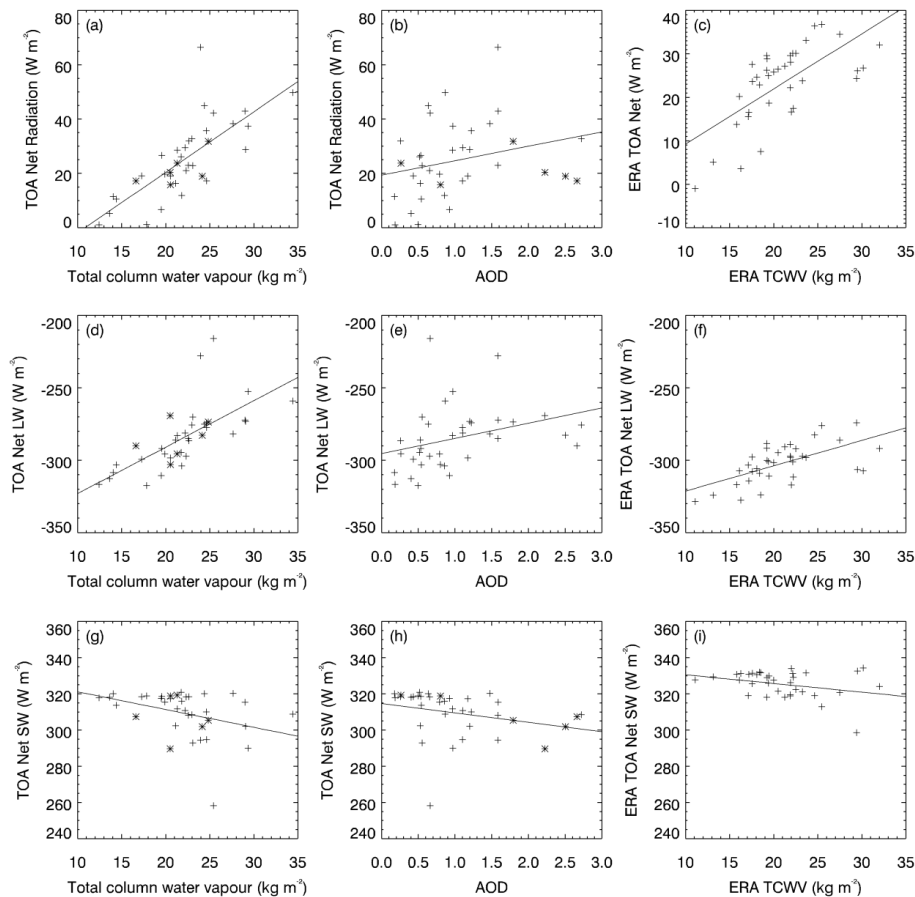 (a)
TOA Net Radiation (W m⁻²)
80
60
40
20
0
10 15 20 25 30 35
Total column water vapour (kg m⁻²)
(b)
TOA Net Radiation (W m⁻²)
80
60
40
20
0
0.0 0.5 1.0 1.5 2.0 2.5 3.0
AOD
(c)
ERA TOA Net (W m⁻²)
40
30
20
10
0
-10
10 15 20 25 30 35
ERA TCWV (kg m⁻²)
(d)
TOA Net LW (W m⁻²)
-200
-250
-300
-350
10 15 20 25 30 35
Total column water vapour (kg m⁻²)
(e)
TOA Net LW (W m⁻²)
-200
-250
-300
-350
0.0 0.5 1.0 1.5 2.0 2.5 3.0
AOD
(f)
ERA TOA Net LW (W m⁻²)
-200
-250
-300
-350
10 15 20 25 30 35
ERA TCWV (kg m⁻²)
(g)
TOA Net SW (W m⁻²)
360
340
320
300
280
260
240
10 15 20 25 30 35
Total column water vapour (kg m⁻²)
(h)
TOA Net SW (W m⁻²)
360
340
320
300
280
260
240
0.0 0.5 1.0 1.5 2.0 2.5 3.0
AOD
(i)
ERA TOA Net SW (W m⁻²)
360
340
320
300
280
260
240
10 15 20 25 30 35
ERA TCWV (kg m⁻²)